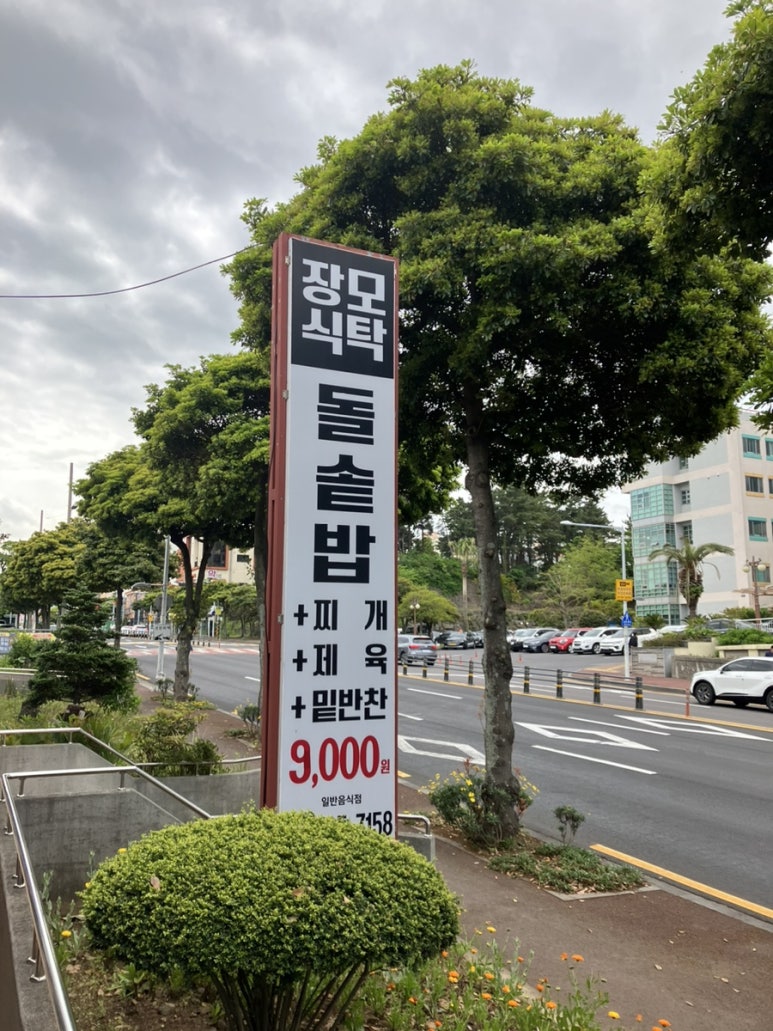 장모
식탁
돌솥밥
+찌개
+제육
+밑반찬
9,000원
일반음식점
7158